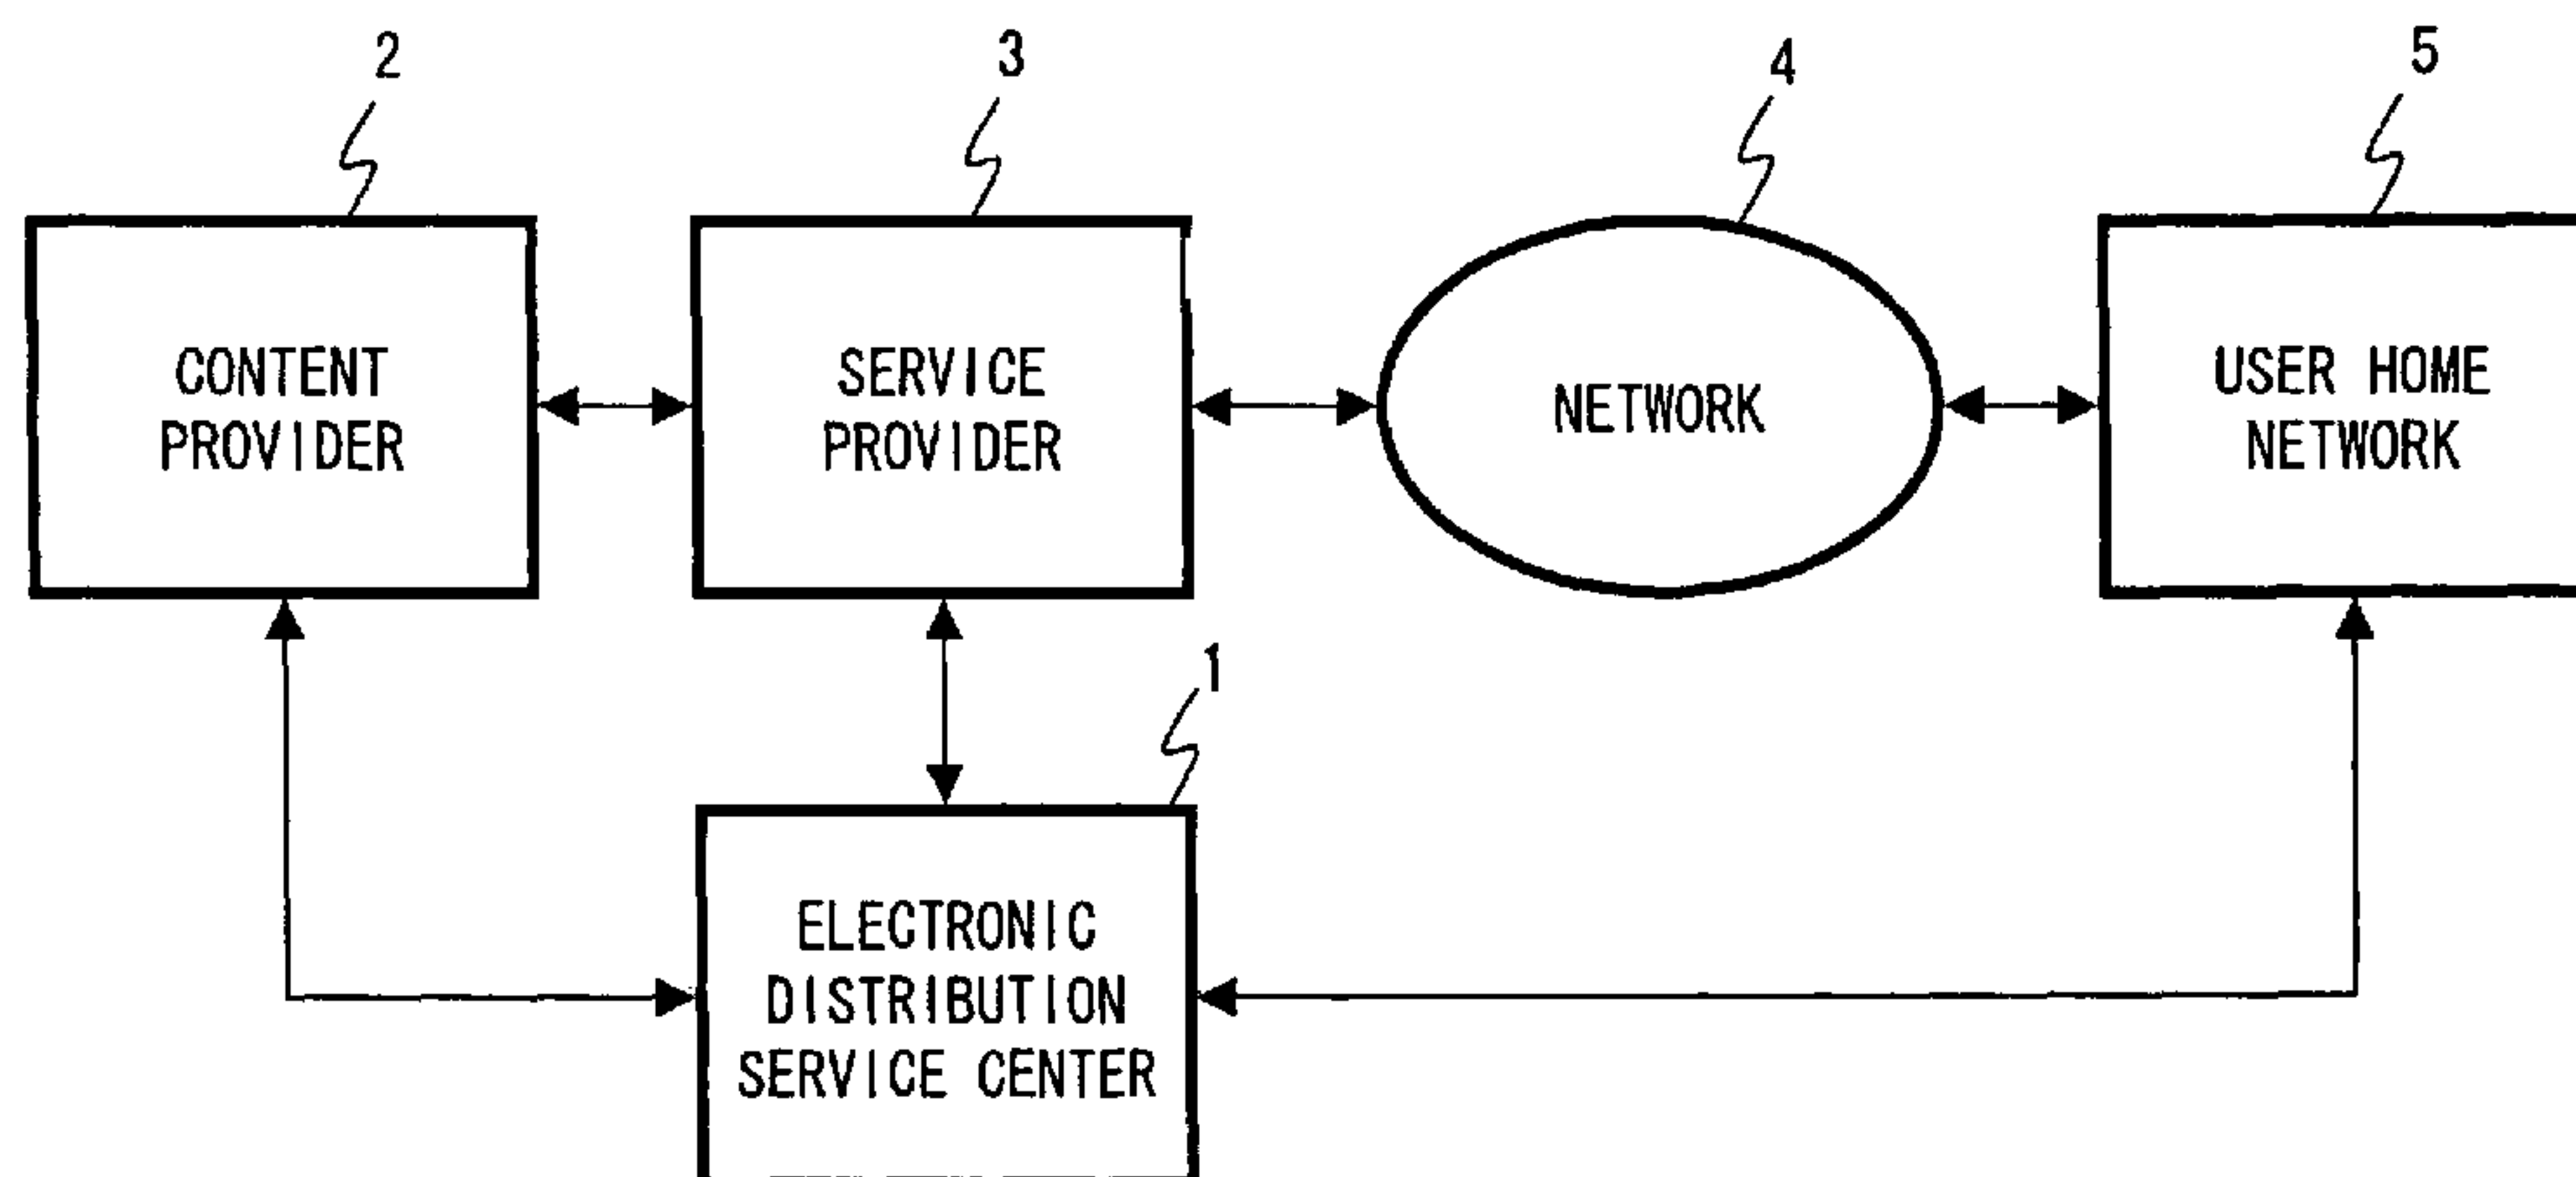 2
3
4
5
CONTENT
PROVIDER
SERVICE
PROVIDER
NETWORK
USER HOME
NETWORK
1
ELECTRONIC
DISTRIBUTION
SERVICE CENTER